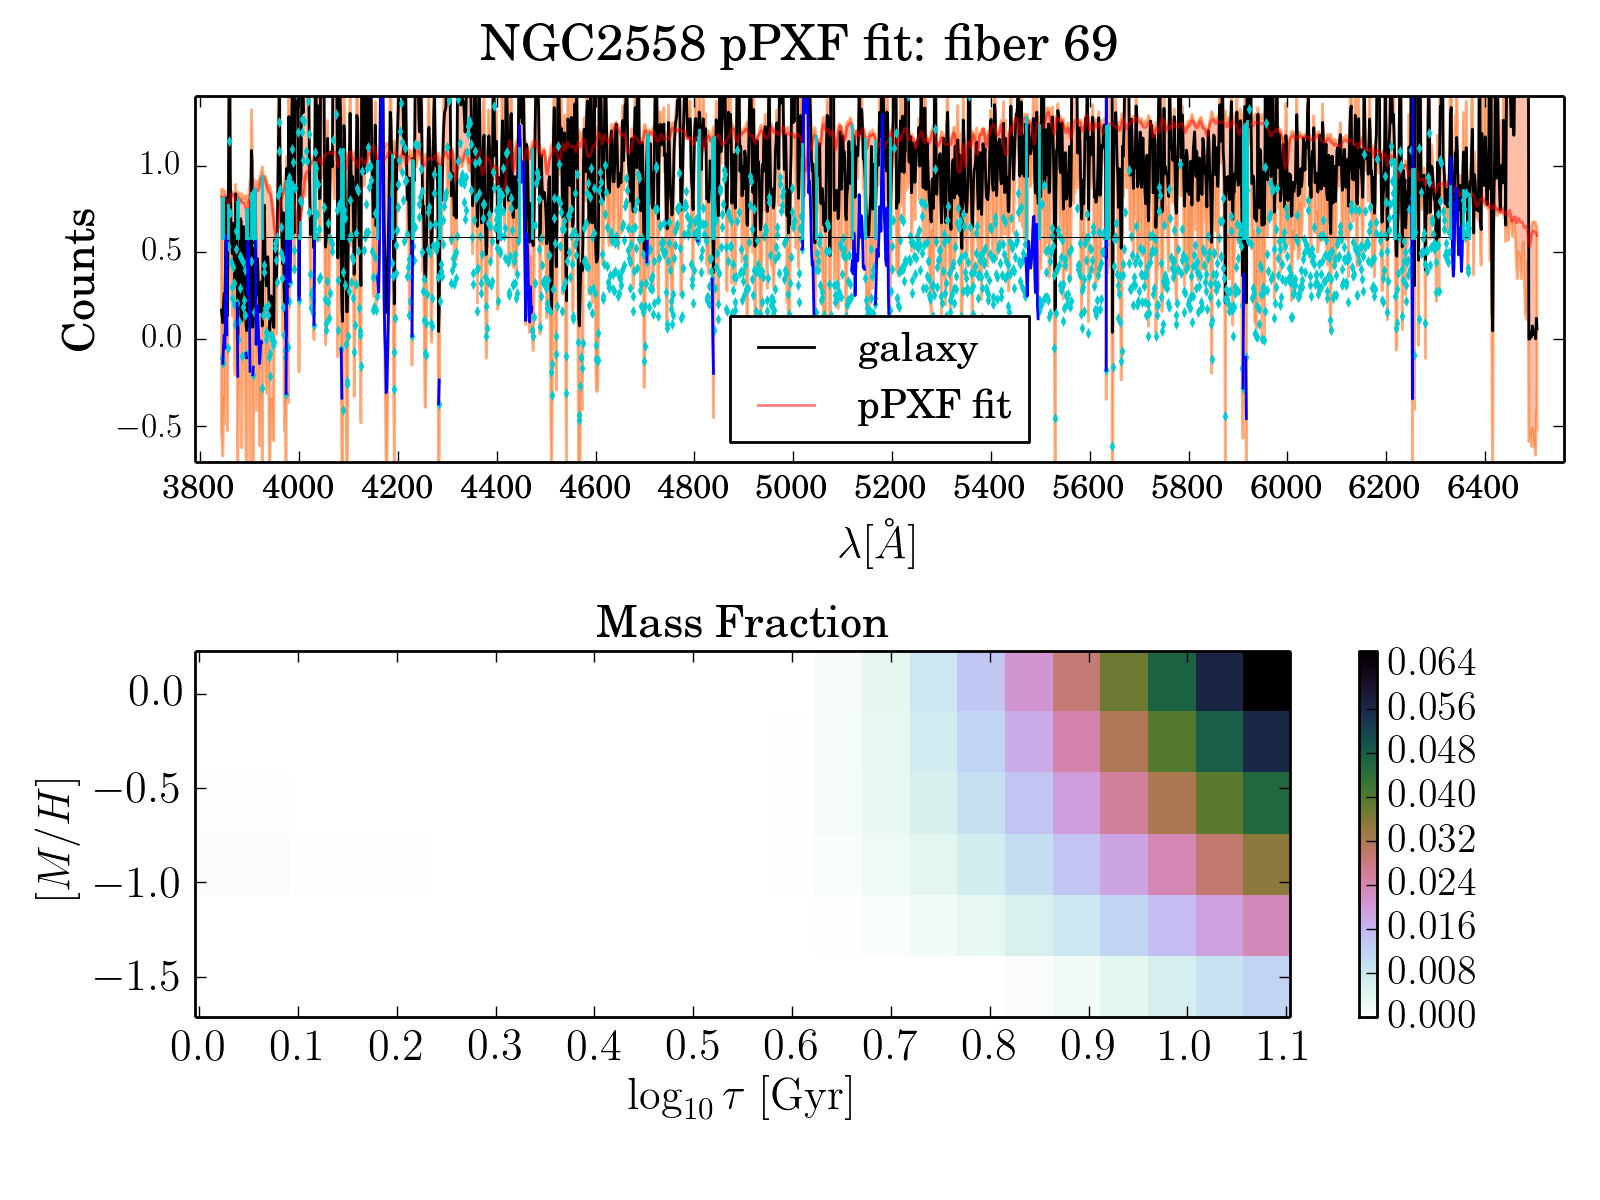 NGC2558 pPXF fit: fiber 69
1.0
0.5
0.0
−0.5
Counts
galaxy
pPXF fit
3800 4000 4200 4400 4600 4800 5000 5200 5400 5600 5800 6000 6200 6400
λ[Å]
Mass Fraction
0.0
−0.5
−1.0
−1.5
[M/H]
0.0 0.1 0.2 0.3 0.4 0.5 0.6 0.7 0.8 0.9 1.0 1.1
log₁₀ τ [Gyr]
0.064
0.056
0.048
0.040
0.032
0.024
0.016
0.008
0.000